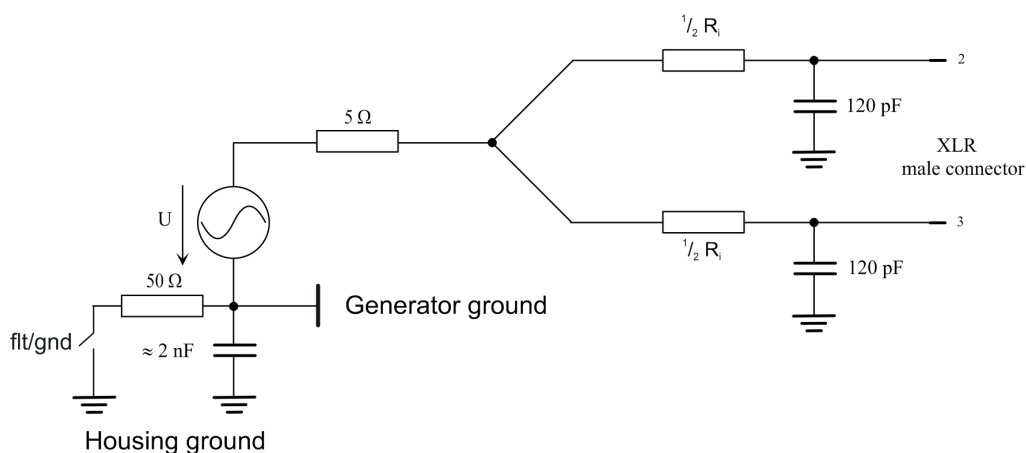 ½ Rᵢ
2
120 pF
5 Ω
XLR
male connector
U
3
½ Rᵢ
120 pF
50 Ω
Generator ground
flt/gnd
≈ 2 nF
Housing ground